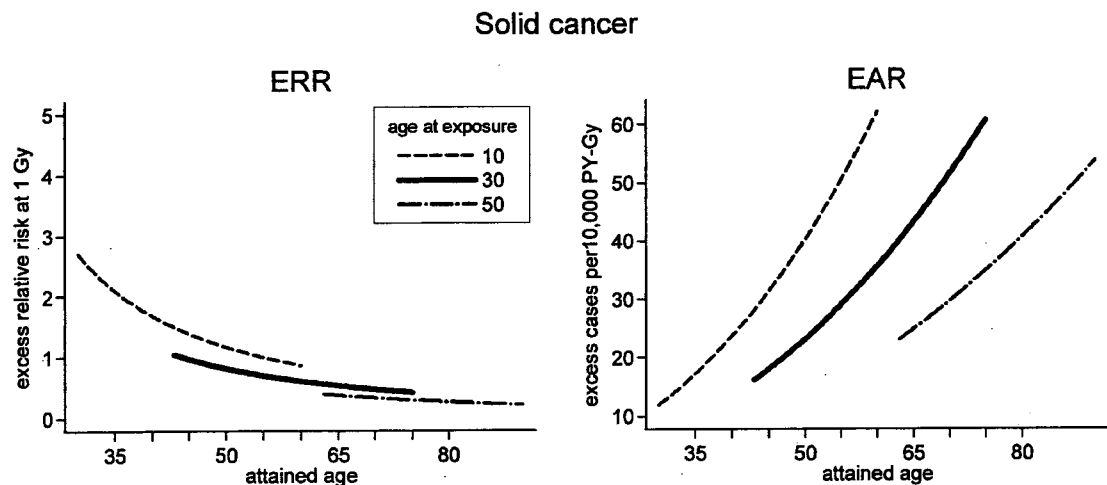 Solid cancer
ERR
excess relative risk at 1 Gy
5
4
3
2
1
0
age at exposure
10
30
50
35
50
65
80
attained age
EAR
excess cases per10,000 PY-Gy
60
50
40
30
20
10
35
50
65
80
attained age